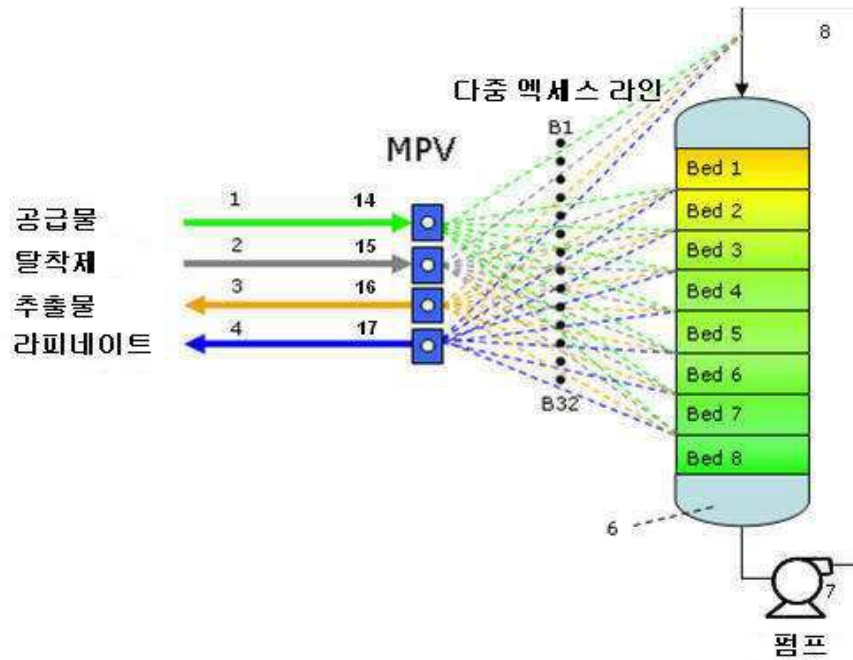 8
다중 엑세스 라인
B1
MPV
1 14
공급물
2 15
탈착제
3 16
추출물
4 17
라피네이트
B32
Bed 1
Bed 2
Bed 3
Bed 4
Bed 5
Bed 6
Bed 7
Bed 8
6
7
펌프